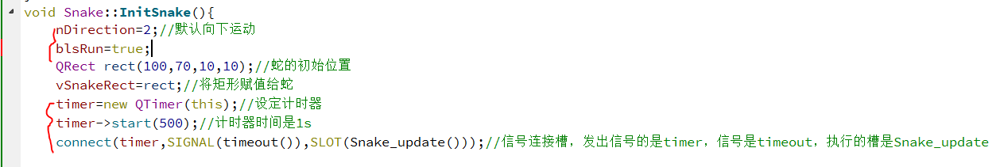 void Snake::InitSnake(){
nDirection=2;//默认向下运动
blsRun=true;
QRect rect(100,70,10,10);//蛇的初始位置
vSnakeRect=rect;//将矩形赋值给蛇
timer=new QTimer(this);//设定计时器
timer->start(500);//计时器时间是1s
connect(timer,SIGNAL(timeout()),SLOT(Snake_update()));//信号连接槽，发出信号的是timer，信号是timeout，执行的槽是Snake_update